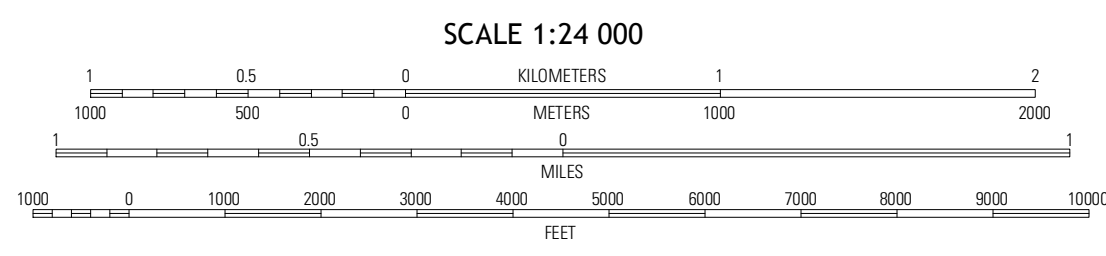 SCALE 1:24 000
1 0.5 0 KILOMETERS 1 2
1000 500 0 METERS 1000 2000
1 0.5 0 1
MILES
1000 0 1000 2000 3000 4000 5000 6000 7000 8000 9000 10000
FEET